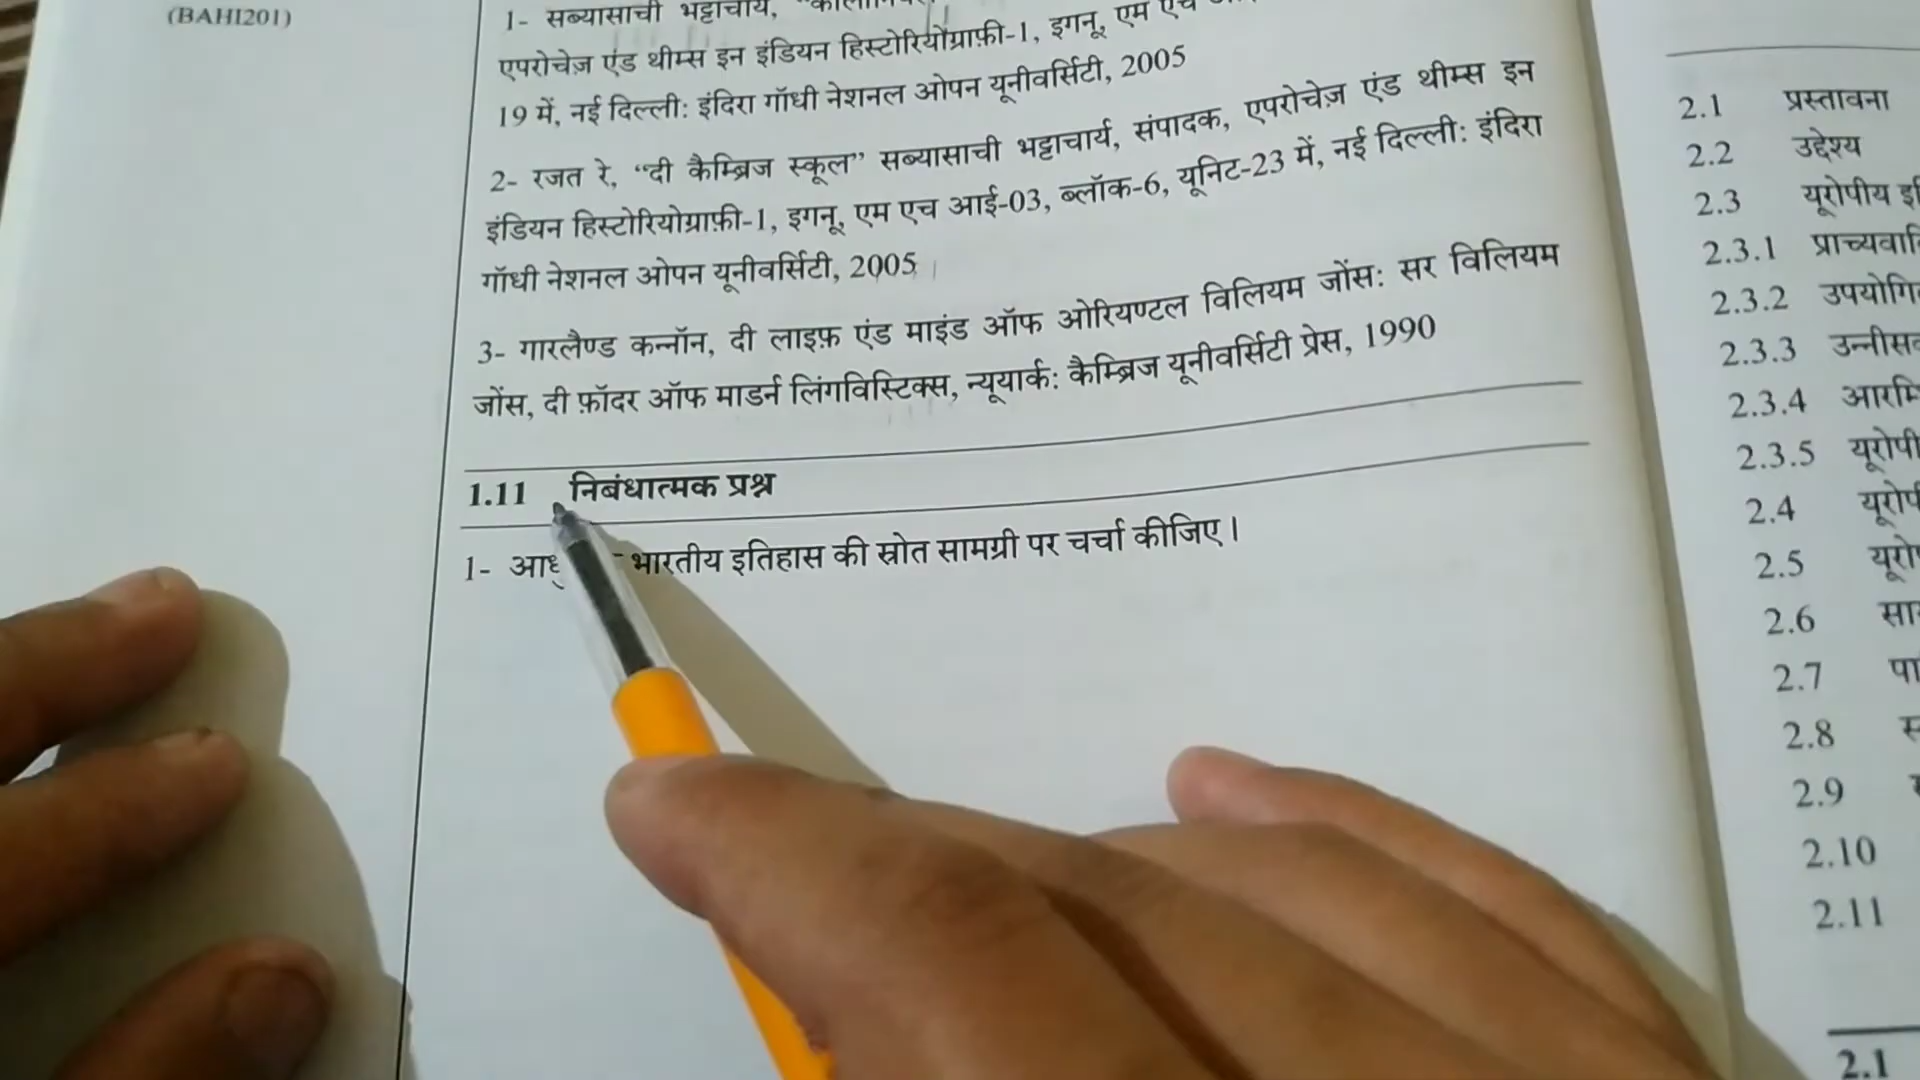 (BAHI201)
1- सब्यासाची भट्टाचार्य,
एपरोचेज़ एंड थीम्स इन इंडियन हिस्टोरियोग्राफ़ी-1, इगनू, एम एच
19 में, नई दिल्ली: इंदिरा गाँधी नेशनल ओपन यूनीवर्सिटी, 2005
2- रजत रे, “दी कैम्ब्रिज स्कूल” सब्यासाची भट्टाचार्य, संपादक, एपरोचेज़ एंड थीम्स इन
इंडियन हिस्टोरियोग्राफ़ी-1, इगनू, एम एच आई-03, ब्लॉक-6, यूनिट-23 में, नई दिल्ली: इंदिरा
गाँधी नेशनल ओपन यूनीवर्सिटी, 2005
3- गारलैण्ड कन्नॉन, दी लाइफ़ एंड माइंड ऑफ ओरियण्टल विलियम जोंस: सर विलियम
जोंस, दी फ़ॉदर ऑफ माडर्न लिंगविस्टिक्स, न्यूयार्क: कैम्ब्रिज यूनीवर्सिटी प्रेस, 1990
1.11 निबंधात्मक प्रश्न
1- भारतीय इतिहास की स्रोत सामग्री पर चर्चा कीजिए।
2.1 प्रस्तावना
2.2 उद्देश्य
2.3 यूरोपीय
2.3.1
2.3.2
2.3.3
2.3.4
2.3.5
2.4
2.5
2.6
2.7
2.8
2.9
2.10
2.11
2.1